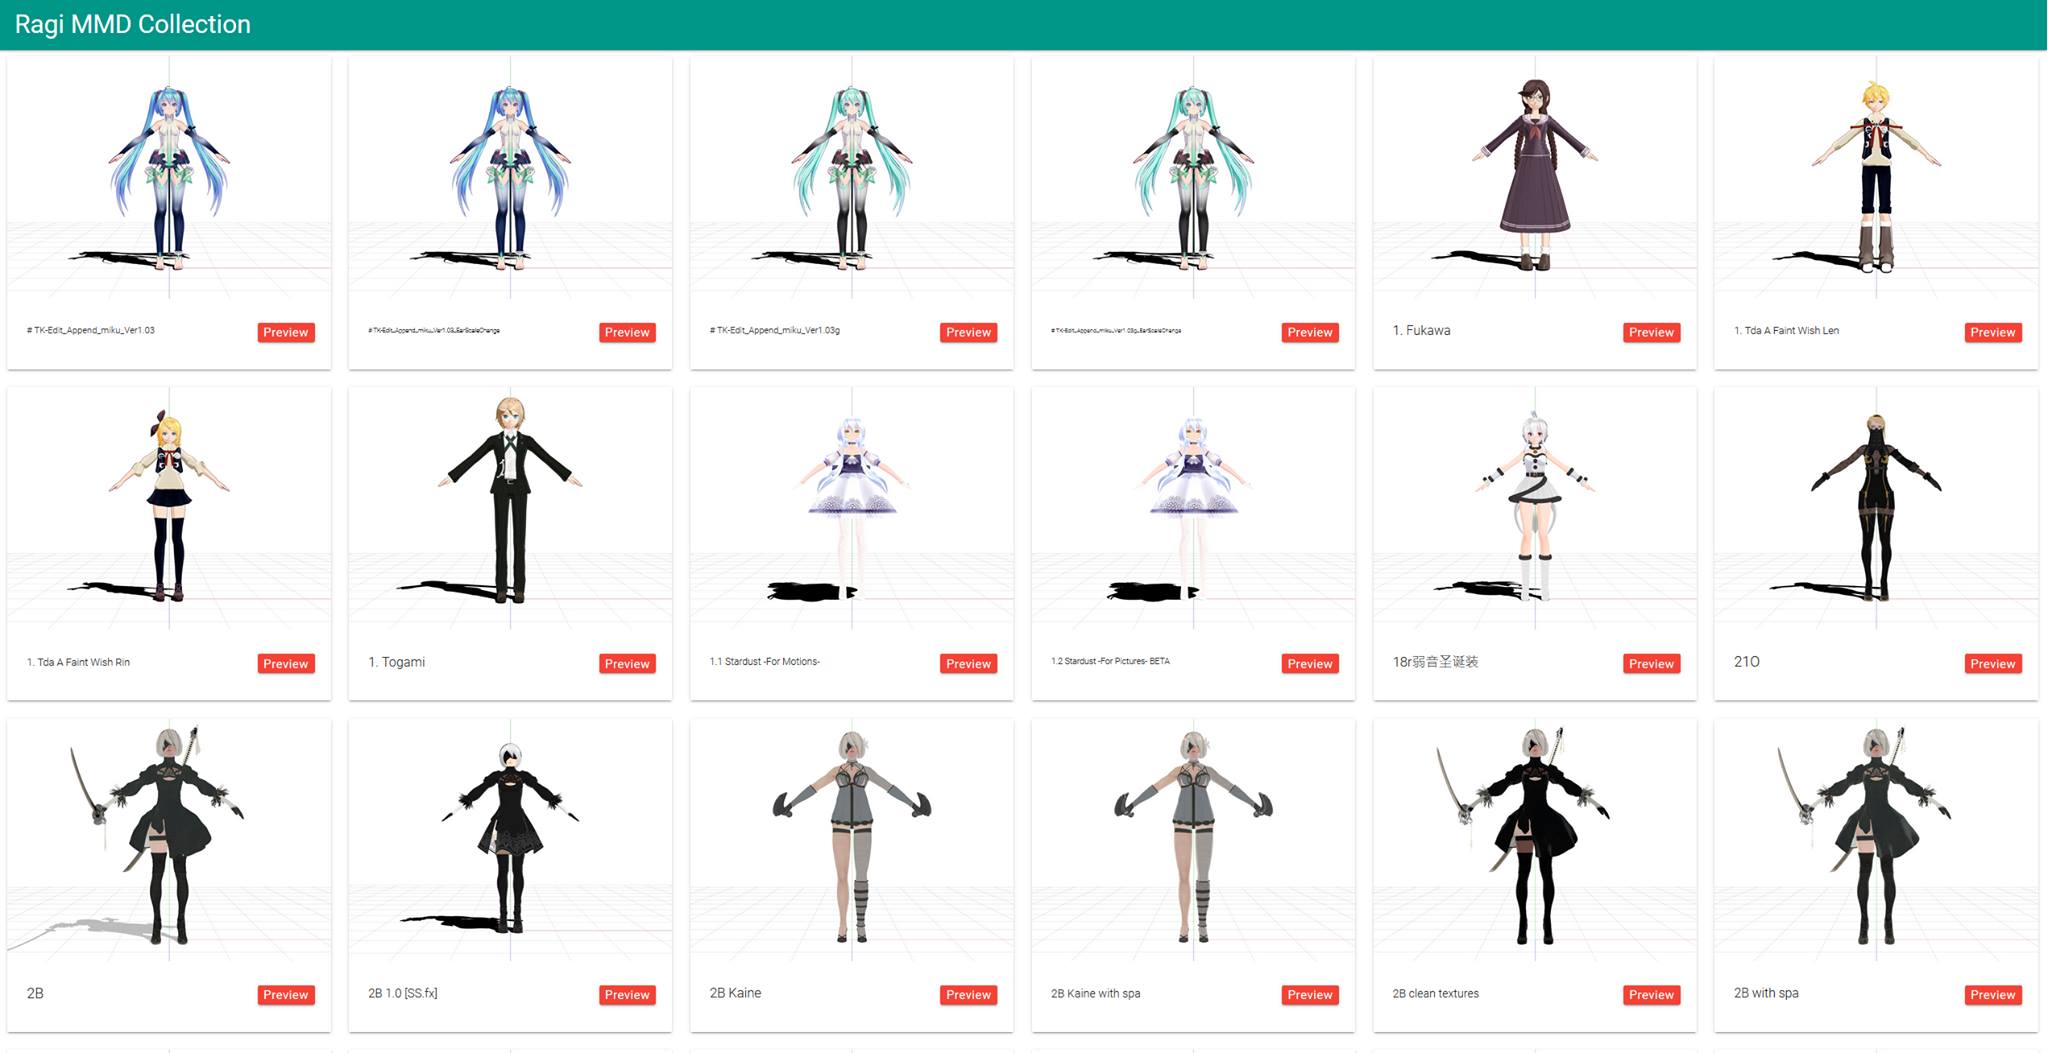 Ragi MMD Collection
# TK-Edit_Append_miku_Ver1.03
Preview
# TK-Edit_Append_miku_Ver1.03_EarScaleChange
Preview
# TK-Edit_Append_miku_Ver1.03g
Preview
# TK-Edit_Append_miku_Ver1.03g_EarScaleChange
Preview
1. Fukawa
Preview
1. Tda A Faint Wish Len
Preview
1. Tda A Faint Wish Rin
Preview
1. Togami
Preview
1.1 Stardust -For Motions-
Preview
1.2 Stardust -For Pictures- BETA
Preview
18r弱音圣诞装
Preview
21O
Preview
2B
Preview
2B 1.0 [SS.fx]
Preview
2B Kaine
Preview
2B Kaine with spa
Preview
2B clean textures
Preview
2B with spa
Preview